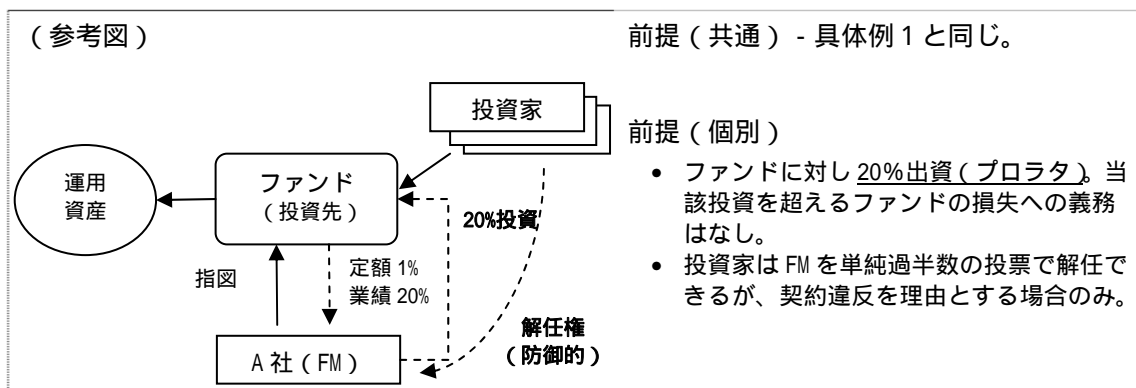 （参考図）
前提（共通） - 具体例 1 と同じ。
投資家
前提（個別）
運用
資産
ファンド
（投資先）
20%投資
指図
定額 1%
業績 20%
解任権
（防御的）
A 社（FM）
• ファンドに対し 20％出資（プロラタ）。当
該投資を超えるファンドの損失への義務
はなし。
• 投資家は FM を単純過半数の投票で解任で
きるが、契約違反を理由とする場合のみ。